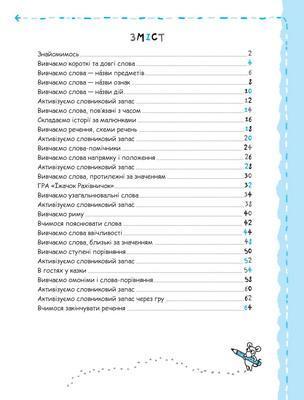 ЗМІСТ
Знайомимось 2
Вивчаємо короткі та довгі слова 4
Вивчаємо слова — назви предметів 6
Вивчаємо слова — назви ознак 8
Вивчаємо слова — назви дій 10
Активізуємо словниковий запас 12
Вивчаємо слова, пов'язані з часом 14
Складаємо історії за малюнками 16
Вивчаємо речення, схеми речень 18
Активізуємо словниковий запас 20
Вивчаємо слова-помічники 24
Вивчаємо слова напрямку і положення 26
Активізуємо словниковий запас 28
Вивчаємо слова, протилежні за значенням 30
ГРА «Їжачок Рахівничок» 32
Вивчаємо узагальнювальні слова 34
Активізуємо словниковий запас 38
Вивчаємо риму 40
Вчимося пояснювати слова 42
Вивчаємо слова ввічливості 44
Вивчаємо слова, близькі за значенням 48
Вивчаємо ступені порівняння 50
Активізуємо словниковий запас 52
В гостях у казки 54
Вивчаємо омоніми і слова-порівняння 58
Активізуємо словниковий запас 60
Активізуємо словниковий запас через гру 62
Вчимося закінчувати речення 64